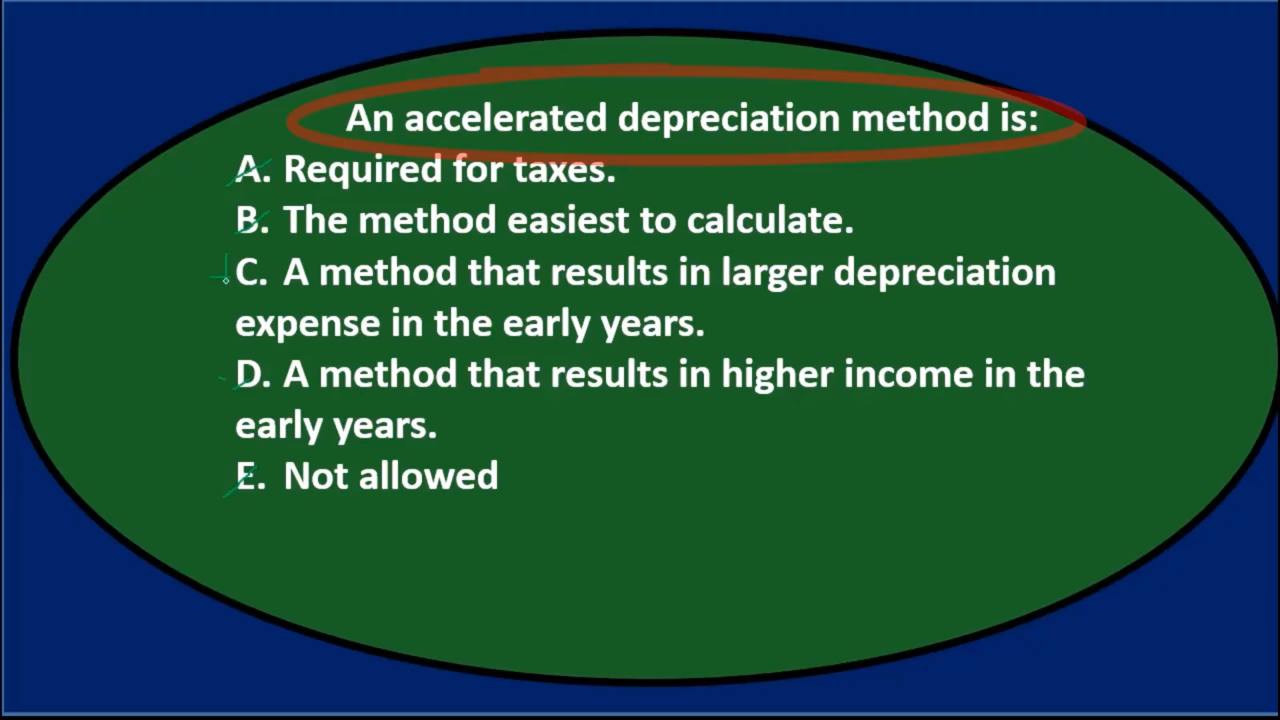 An accelerated depreciation method is:
A. Required for taxes.
B. The method easiest to calculate.
C. A method that results in larger depreciation
expense in the early years.
D. A method that results in higher income in the
early years.
E. Not allowed